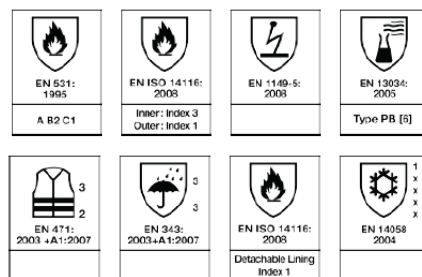 EN 531:
1995
A B2 C1
EN ISO 14116:
2008
Inner: Index 3
Outer: Index 1
EN 1149-5:
2008
EN 13034:
2005
Type PB [6]
3
2
EN 471:
2003 +A1:2007
3
3
EN 343:
2003+A1:2007
EN ISO 14116:
2008
Detachable Lining
Index 1
1
x
x
x
x
EN 14058
2004